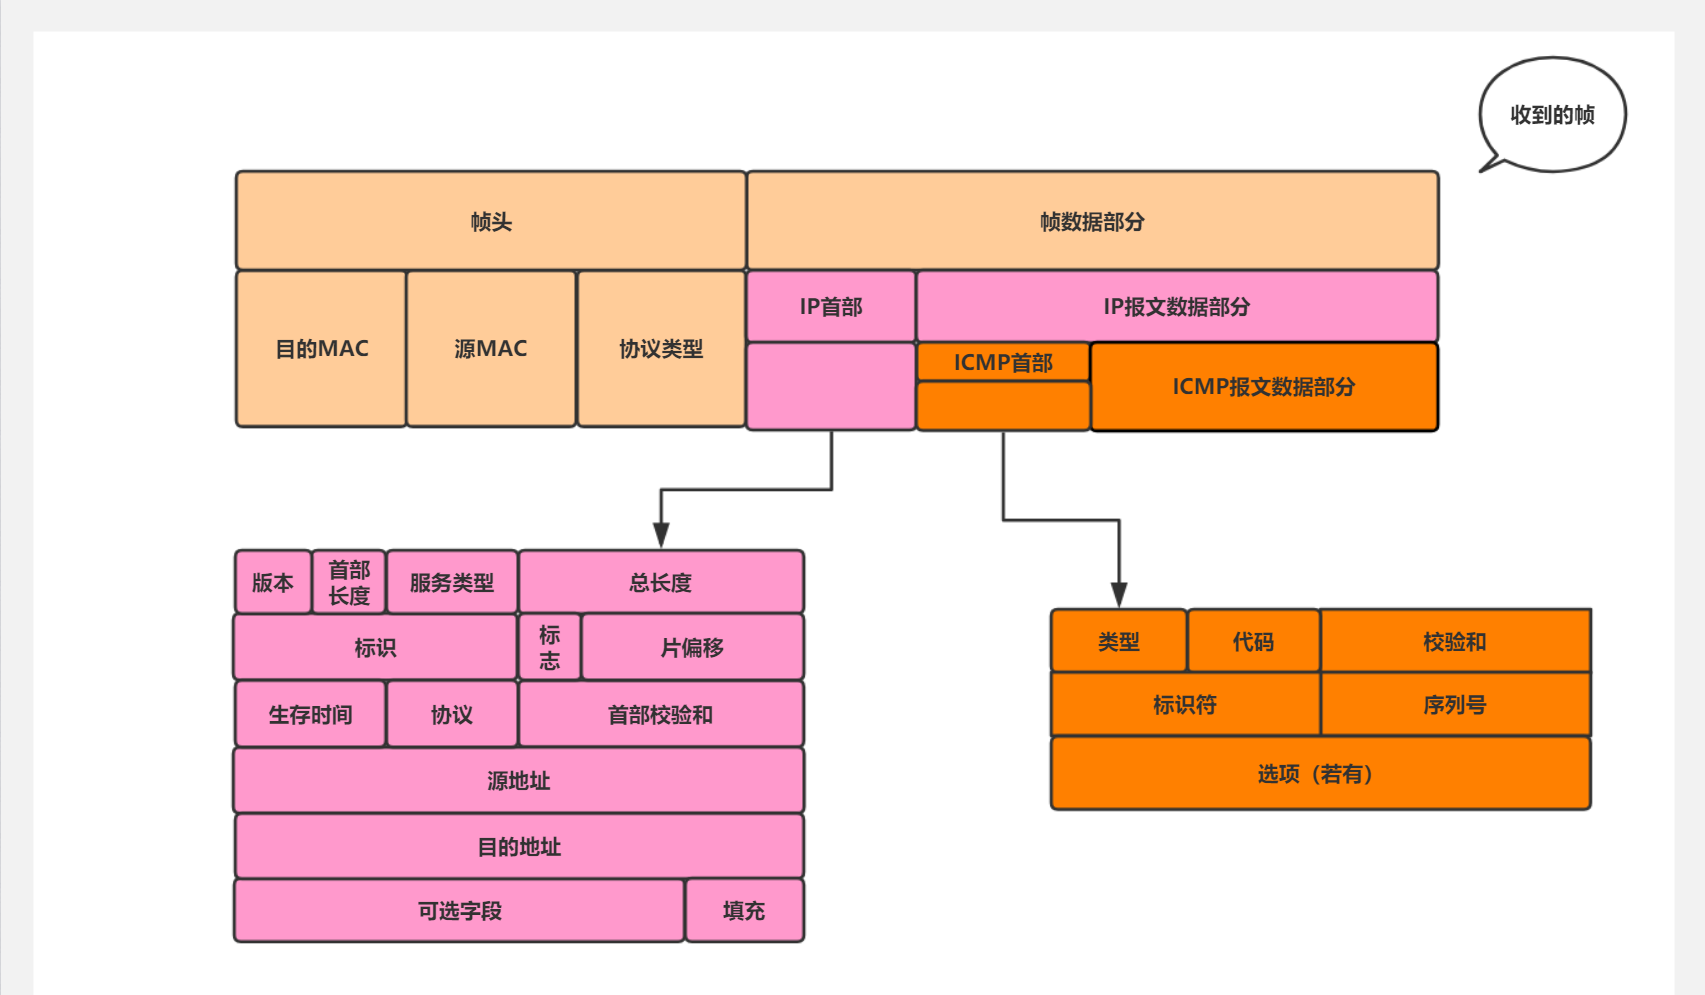 收到的帧
帧头
帧数据部分
目的MAC
源MAC
协议类型
IP首部
IP报文数据部分
ICMP首部
ICMP报文数据部分
版本
首部
长度
服务类型
总长度
标识
标
志
片偏移
生存时间
协议
首部校验和
源地址
目的地址
可选字段
填充
类型
代码
校验和
标识符
序列号
选项（若有）